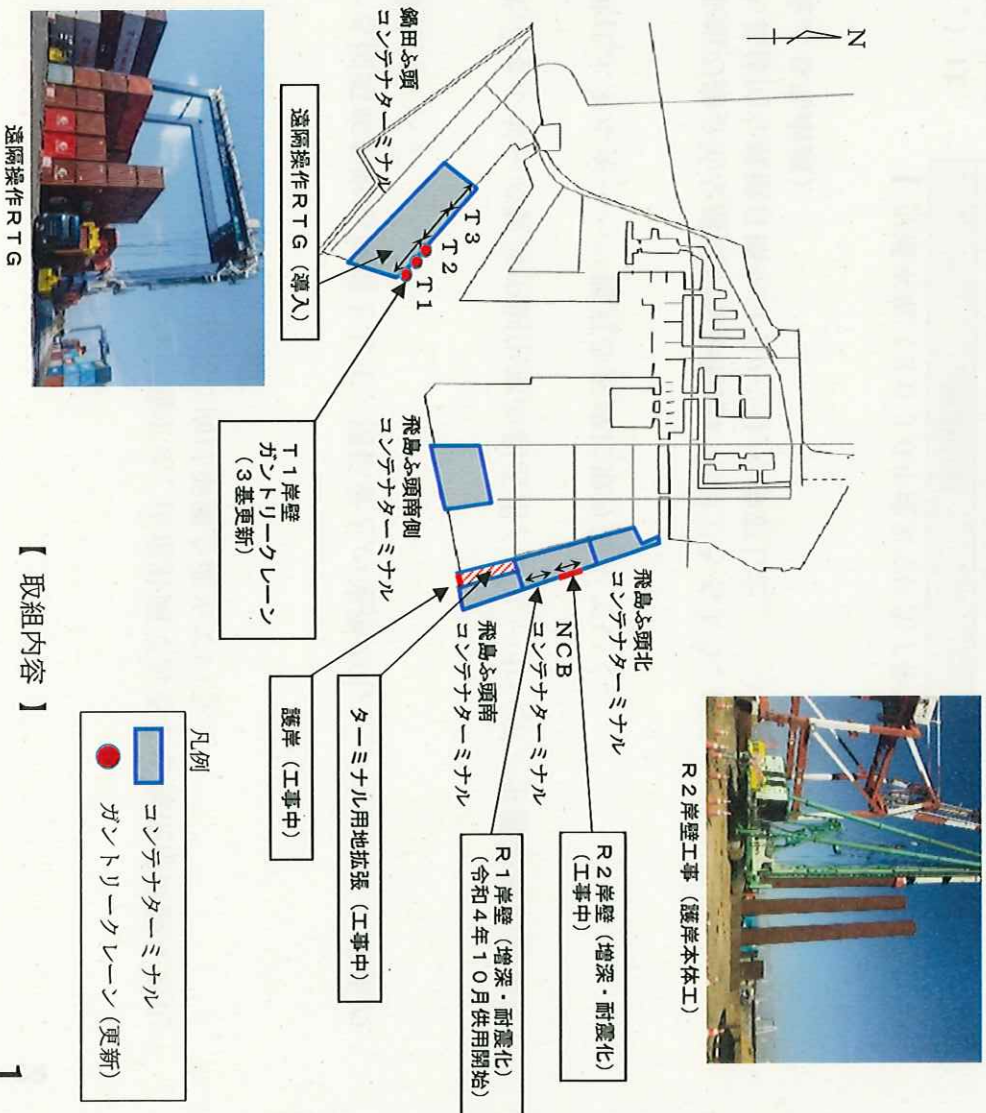 N
R2岸壁工事（護岸本体工）
R2岸壁（増深・耐震化）
（工事中）
R1岸壁（増深・耐震化）
（令和4年10月供用開始）
飛島ふ頭北
コンテナターミナル
NCB
コンテナターミナル
飛島ふ頭南
コンテナターミナル
飛島ふ頭南側
コンテナターミナル
ターミナル用地拡張（工事中）
護岸（工事中）
鍋田ふ頭
コンテナターミナル
T3
T2
T1
遠隔操作RTG（導入）
T1岸壁
ガントリークレーン
（3基更新）
遠隔操作RTG
凡例
コンテナターミナル
ガントリークレーン（更新）
【 取組内容 】
1